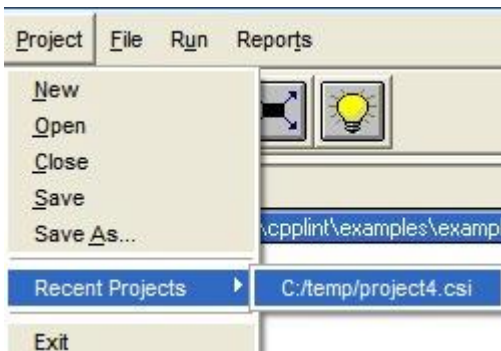 Project File Run Reports
New
Open
Close
Save
Save As...
\cpplint\examples\examp
Recent Projects C:/temp/project4.csi
Exit